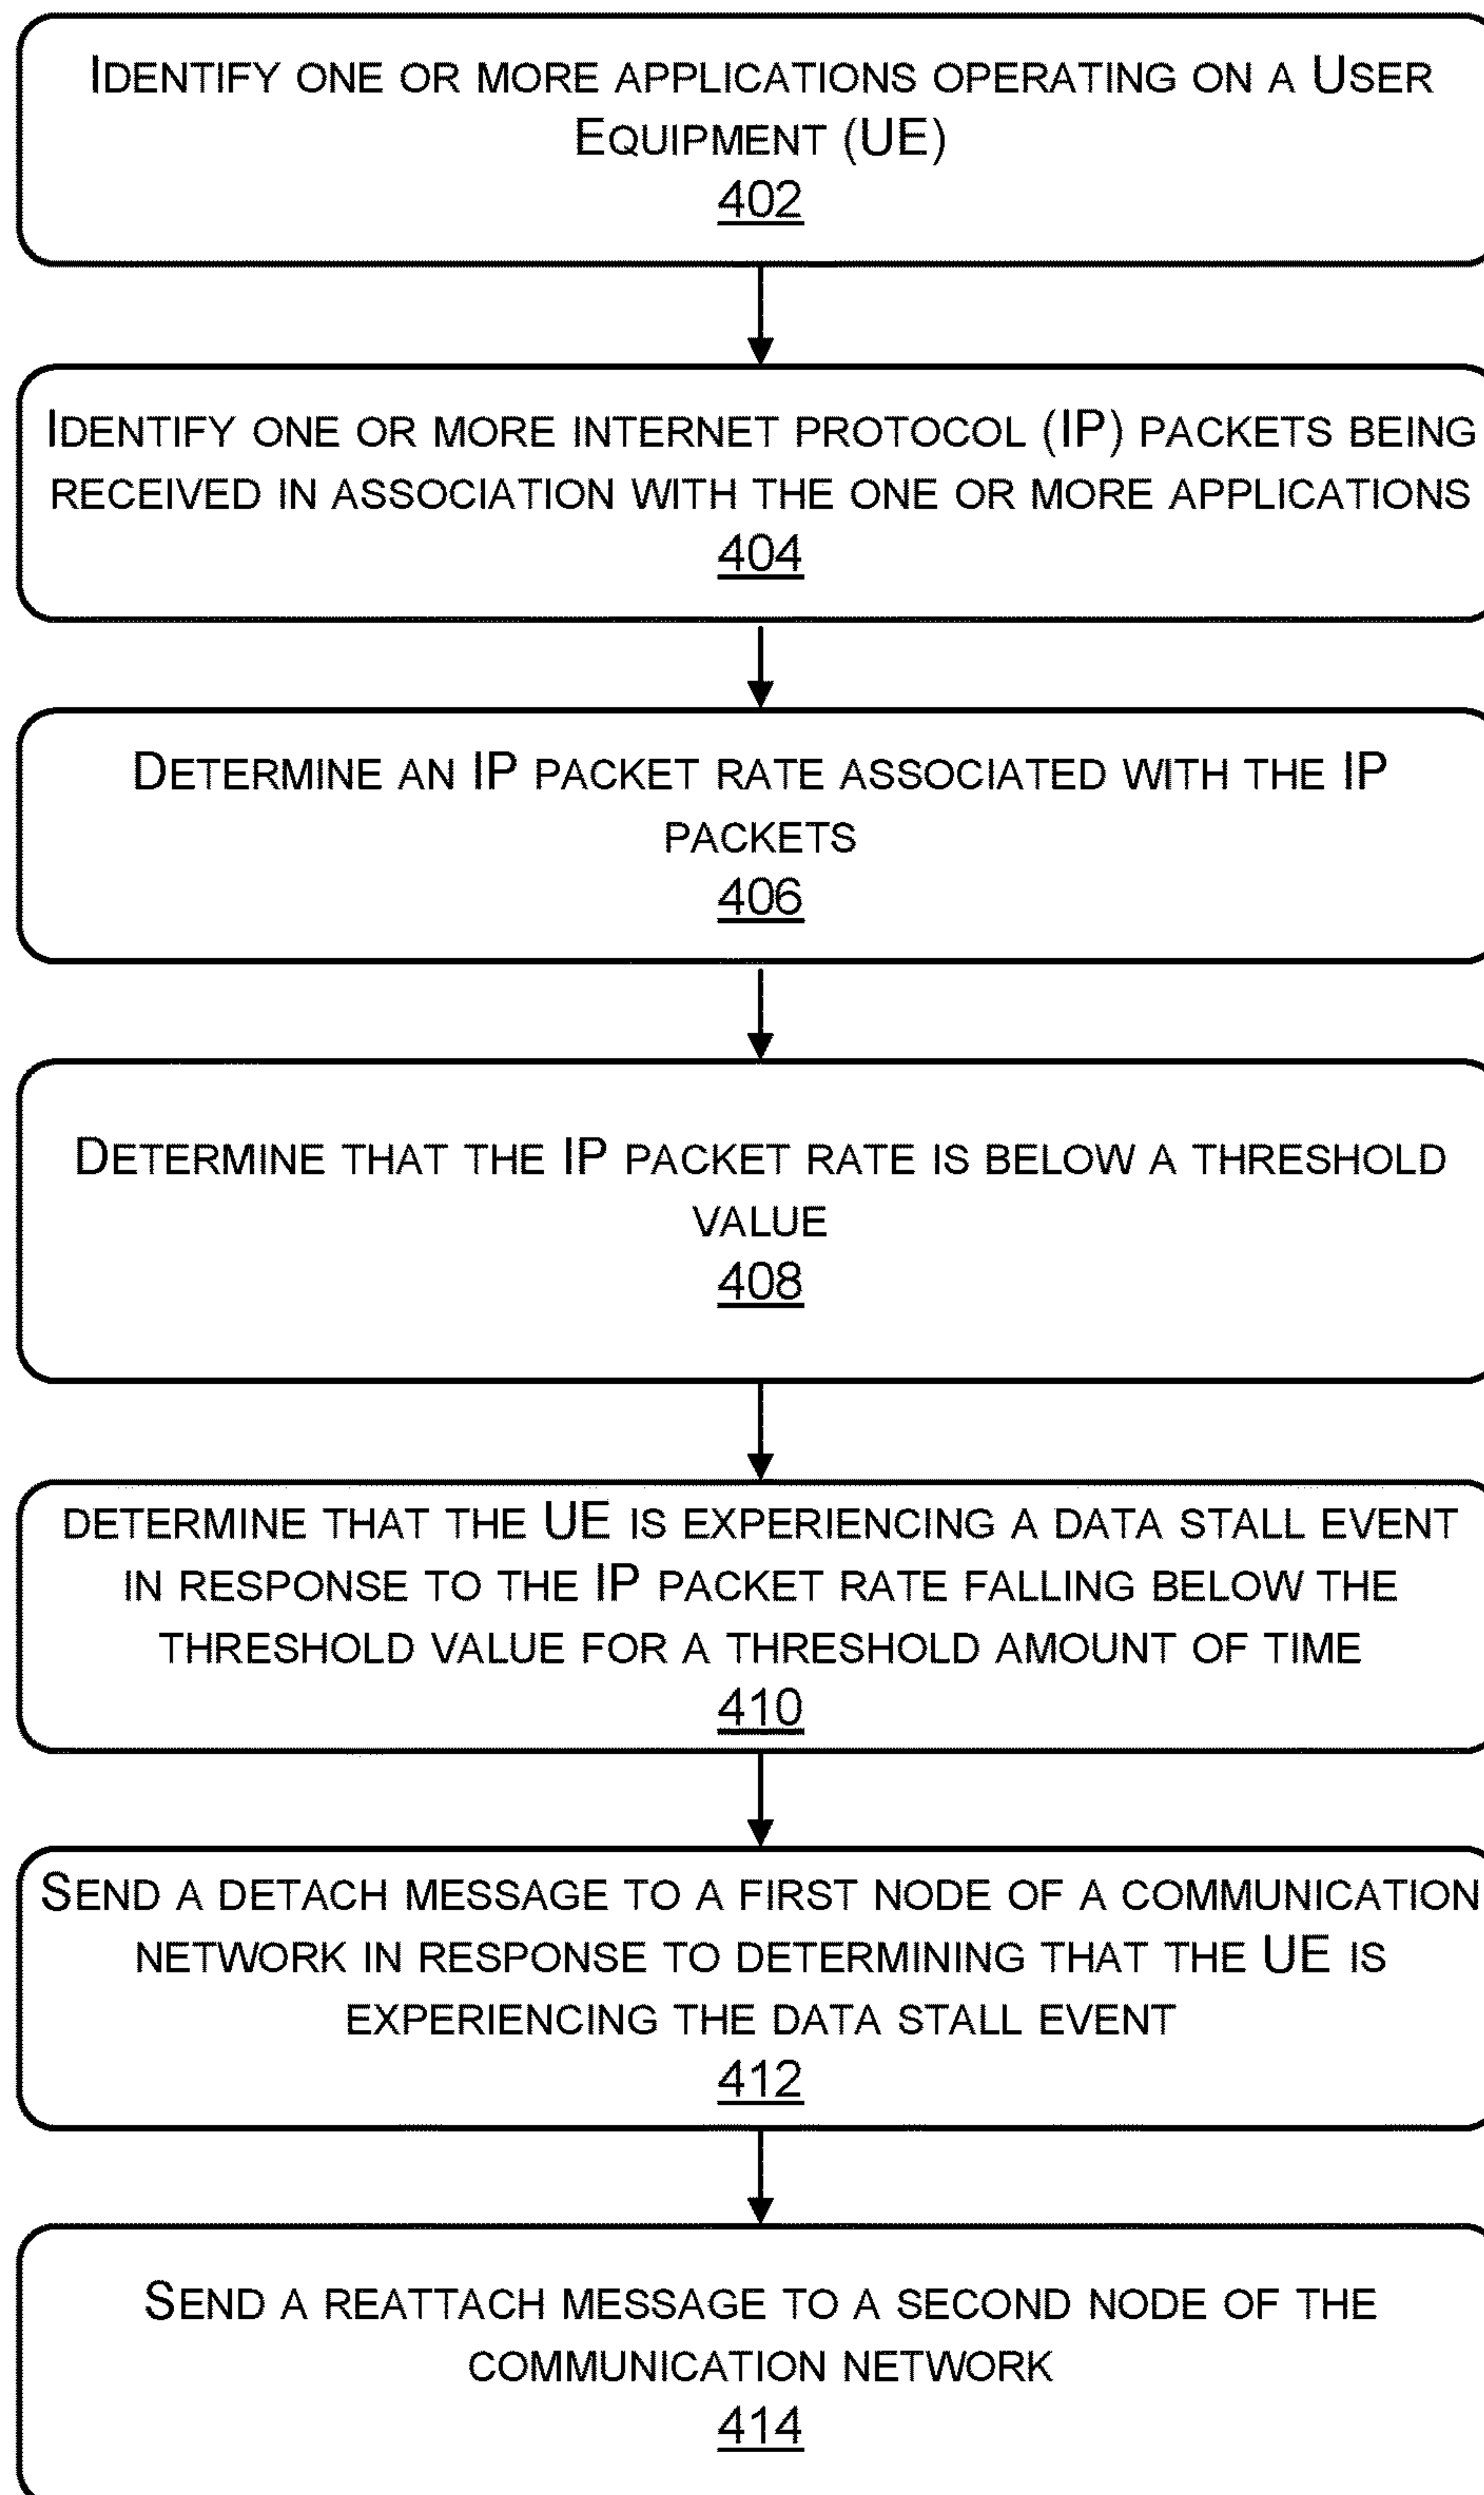 Identify one or more applications operating on a User
Equipment (UE)
402
Identify one or more internet protocol (IP) packets being
received in association with the one or more applications
404
Determine an IP packet rate associated with the IP
packets
406
Determine that the IP packet rate is below a threshold
value
408
determine that the UE is experiencing a data stall event
in response to the IP packet rate falling below the
threshold value for a threshold amount of time
410
Send a detach message to a first node of a communication
network in response to determining that the UE is
experiencing the data stall event
412
Send a reattach message to a second node of the
communication network
414